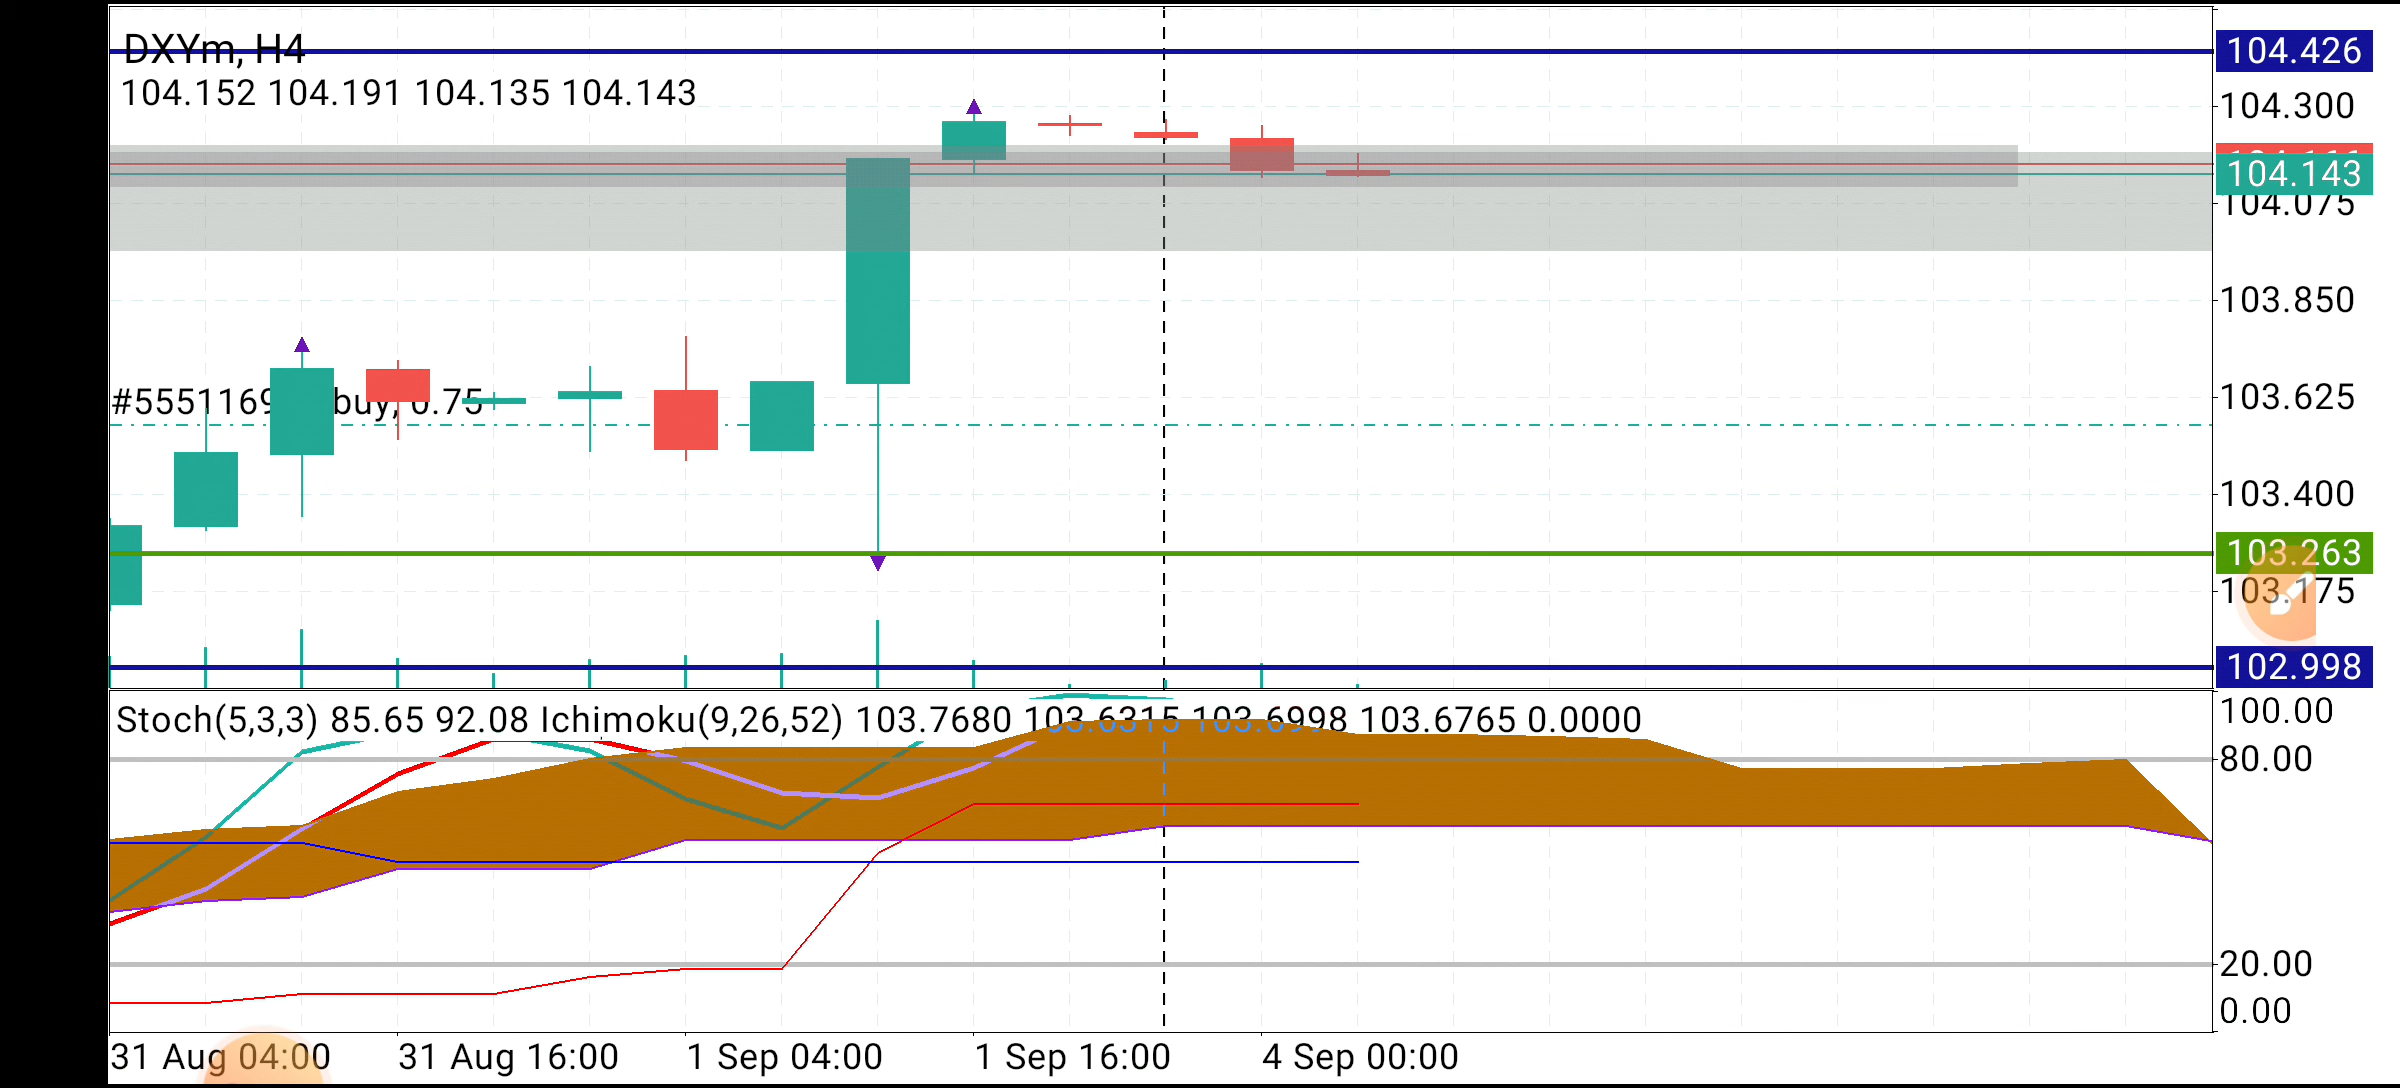 DXYm, H4
104.426
104.152 104.191 104.135 104.143
104.300
104.143
104.075
103.850
buy, 0.75
103.625
103.400
103.263
103.175
102.998
Stoch(5,3,3) 85.65 92.08 Ichimoku(9,26,52) 103.7680 103.6315 103.6998 103.6765 0.0000
100.00
80.00
20.00
0.00
31 Aug 04:00 31 Aug 16:00 1 Sep 04:00 1 Sep 16:00 4 Sep 00:00